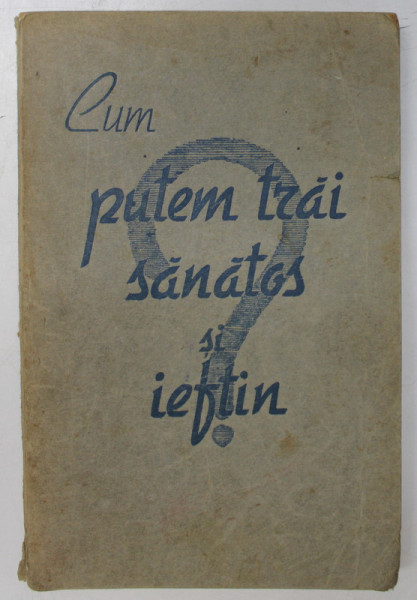 Cum
putem trăi
sănătos
și
ieftin
?